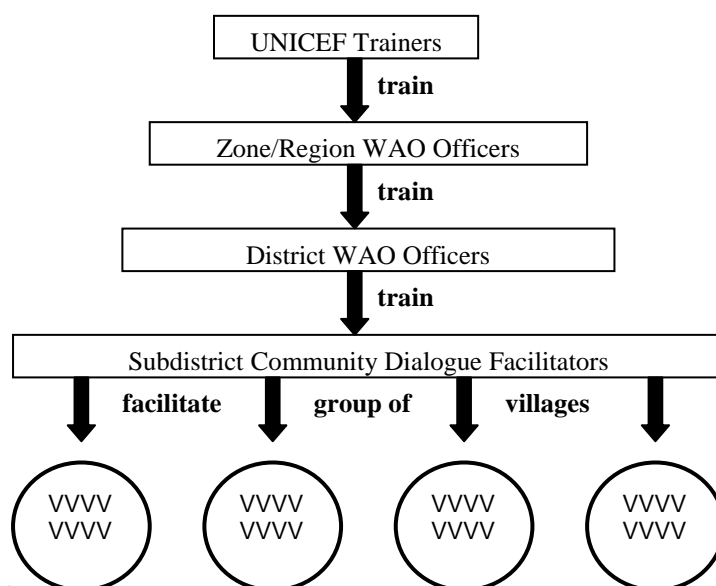 UNICEF Trainers
train
Zone/Region WAO Officers
train
District WAO Officers
train
Subdistrict Community Dialogue Facilitators
facilitate group of villages
VVVV VVVV VVVV VVVV
VVVV VVVV VVVV VVVV